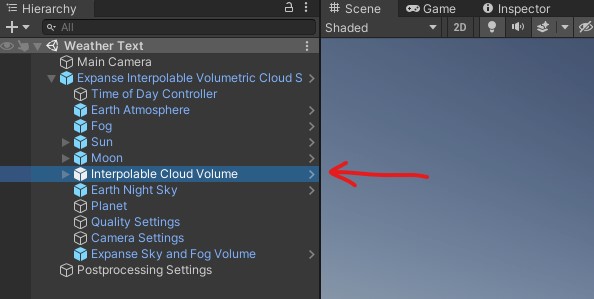 Hierarchy
Scene
Game
Inspector
All
Shaded
2D
Weather Text
Main Camera
Expanse Interpolable Volumetric Cloud S
Time of Day Controller
Earth Atmosphere
Fog
Sun
Moon
Interpolable Cloud Volume
Earth Night Sky
Planet
Quality Settings
Camera Settings
Expanse Sky and Fog Volume
Postprocessing Settings